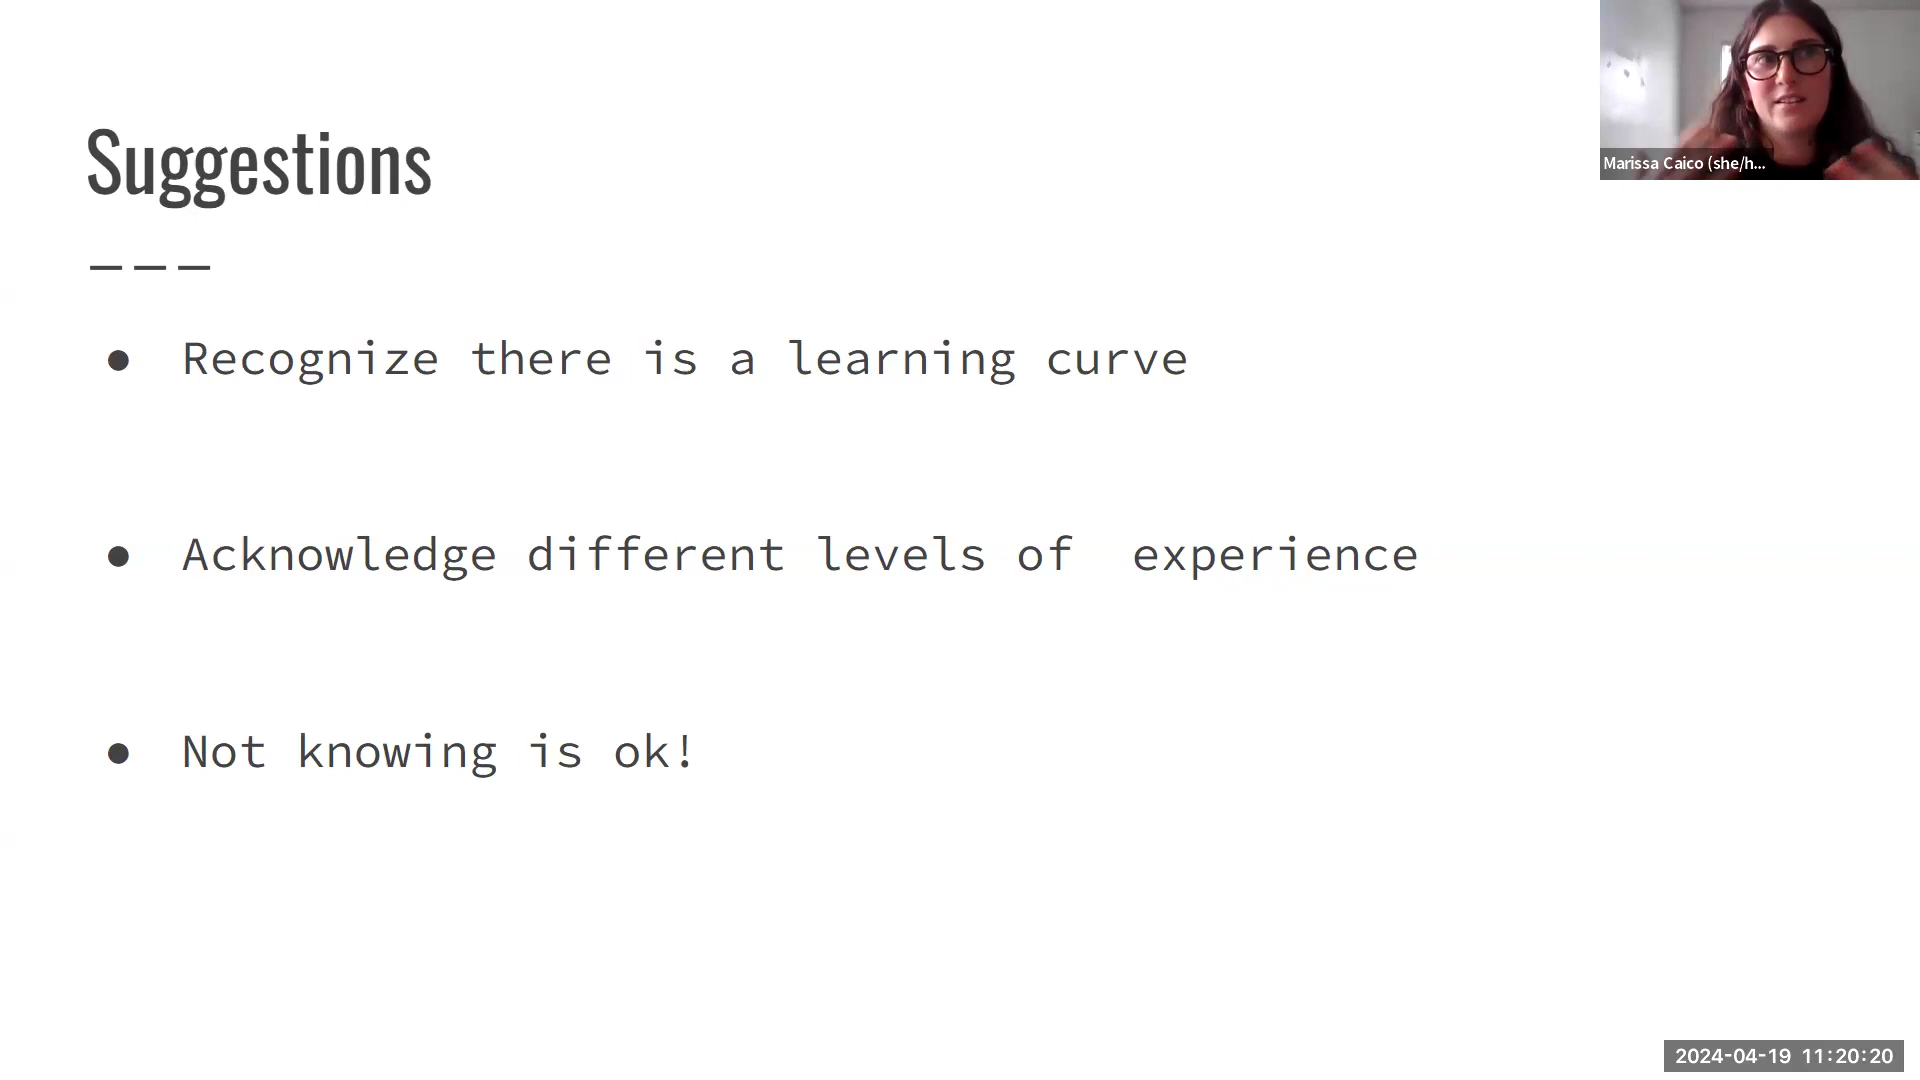 Marissa Caico (she/h...
Suggestions
● Recognize there is a learning curve
● Acknowledge different levels of  experience
● Not knowing is ok!
2024-04-19 11:20:20